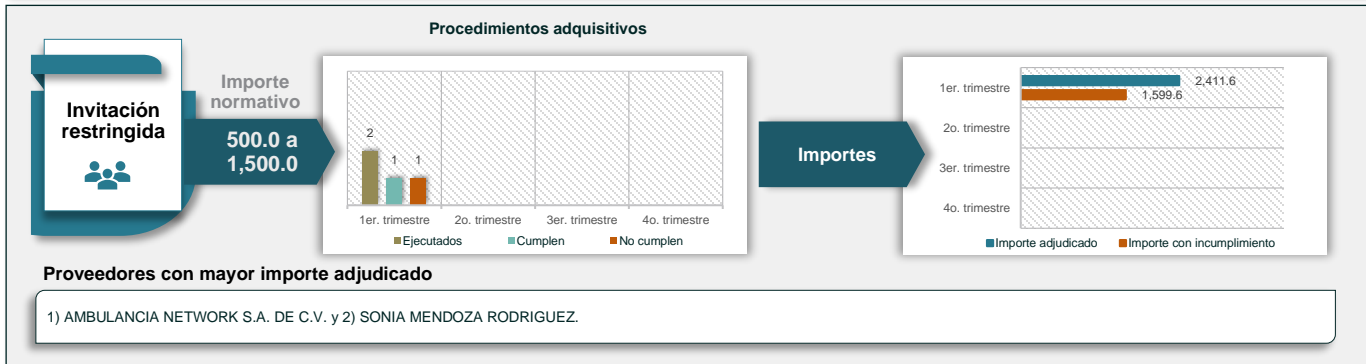 Procedimientos adquisitivos
Invitación
restringida
Importe
normativo
500.0 a
1,500.0
2
1
1
1er. trimestre
2o. trimestre
3er. trimestre
4o. trimestre
Ejecutados
Cumplen
No cumplen
Importes
1er. trimestre
2,411.6
1,599.6
2o. trimestre
3er. trimestre
4o. trimestre
Importe adjudicado
Importe con incumplimiento
Proveedores con mayor importe adjudicado
1) AMBULANCIA NETWORK S.A. DE C.V. y 2) SONIA MENDOZA RODRIGUEZ.